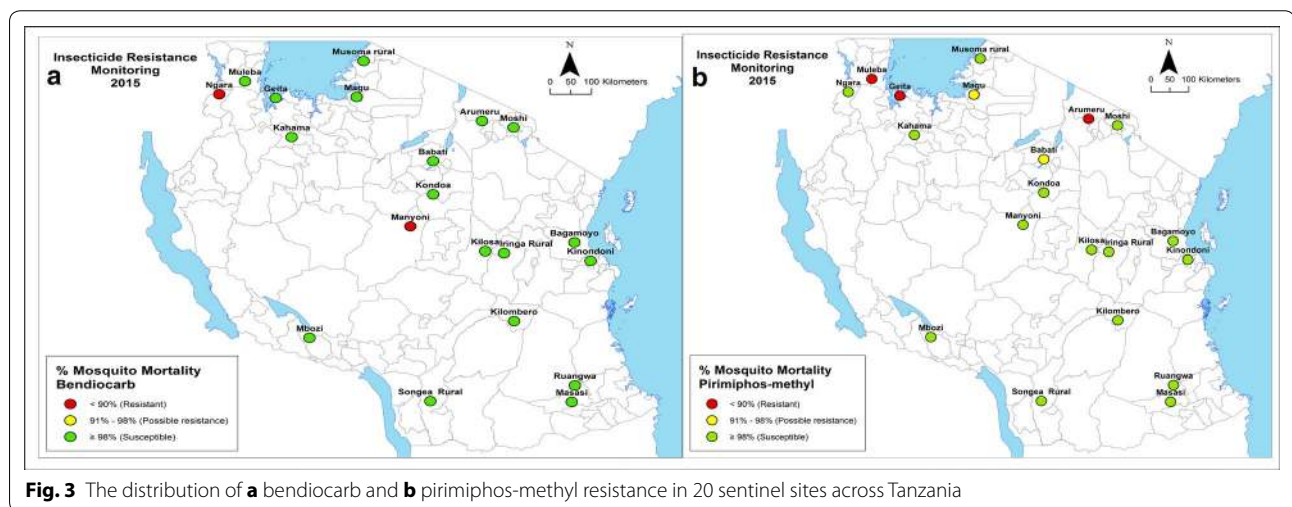 Insecticide Resistance
Monitoring
2015
a
N
0 50 100 Kilometers
Musoma rural
Muleba
Ngara
Geita
Magu
Kahama
Arumeru
Moshi
Babati
Kondoa
Manyoni
Kilosa
Iringa Rural
Bagamoyo
Kinondoni
Kilombero
Mbozi
Ruangwa
Masasi
Songea Rural
% Mosquito Mortality
Bendiocarb
< 90% (Resistant)
91% - 98% (Possible resistance)
≥ 98% (Susceptible)
Insecticide Resistance
Monitoring
2015
b
N
0 50 100 Kilometers
Musoma rural
Muleba
Ngara
Geita
Magu
Kahama
Arumeru
Moshi
Babati
Kondoa
Manyoni
Kilosa
Iringa Rural
Bagamoyo
Kinondoni
Kilombero
Mbozi
Ruangwa
Masasi
Songea Rural
% Mosquito Mortality
Pirimiphos-methyl
< 90% (Resistant)
91% - 98% (Possible resistance)
≥ 98% (Susceptible)
Fig. 3 The distribution of a bendiocarb and b pirimiphos-methyl resistance in 20 sentinel sites across Tanzania